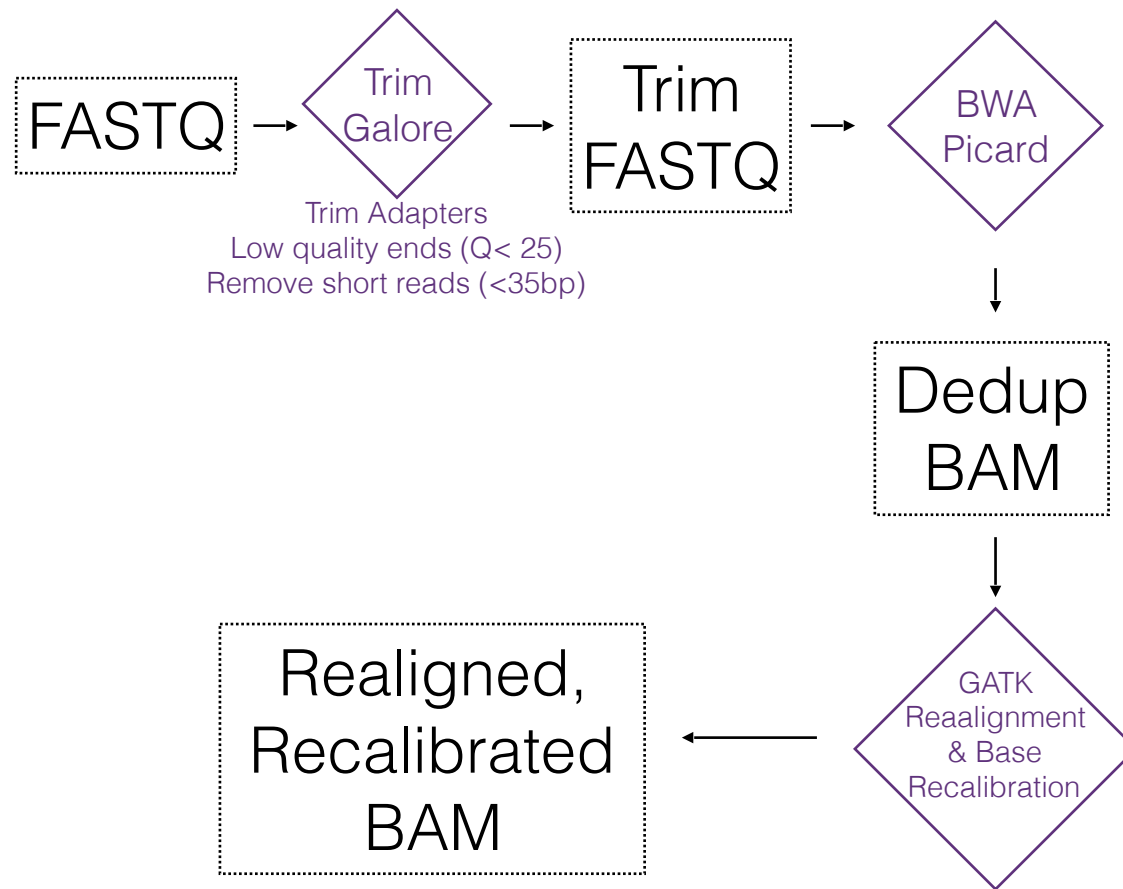 FASTQ
Trim
Galore
Trim Adapters
Low quality ends (Q< 25)
Remove short reads (<35bp)
Trim
FASTQ
BWA
Picard
Dedup
BAM
GATK
Reaalignment
& Base
Recalibration
Realigned,
Recalibrated
BAM